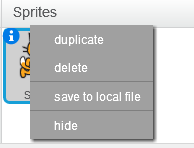 Sprites
duplicate
delete
save to local file
hide